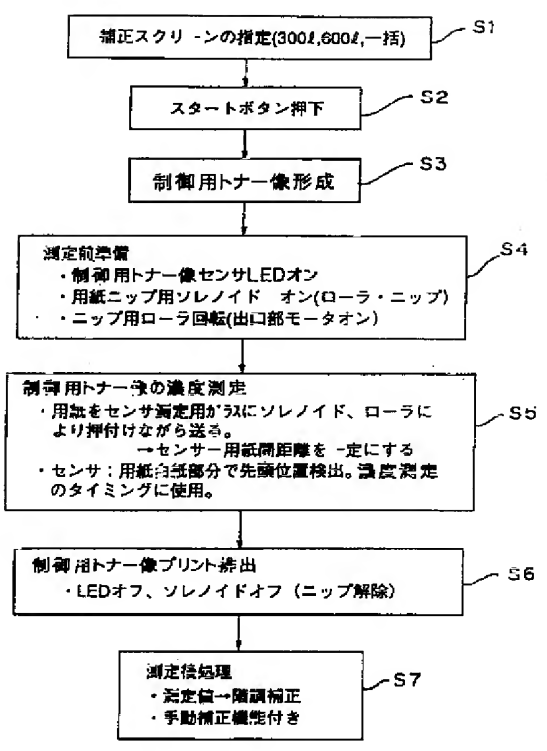 補正スクリーンの指定(300ℓ,600ℓ,一括)
S1
スタートボタン押下
S2
制御用トナー像形成
S3
測定前準備
・制御用トナー像センサLEDオン
・用紙ニップ用ソレノイド オン(ローラ・ニップ)
・ニップ用ローラ回転(出口部モータオン)
S4
制御用トナー像の濃度測定
・用紙をセンサ測定用ガラスにソレノイド、ローラに
より押付けながら送る。
→センサー用紙間距離を一定にする
・センサ:用紙白紙部分で先頭位置検出。濃度測定
のタイミングに使用。
S5
制御用トナー像プリント排出
・LEDオフ、ソレノイドオフ(ニップ解除)
S6
測定後処理
・測定値→階調補正
・手動補正機能付き
S7